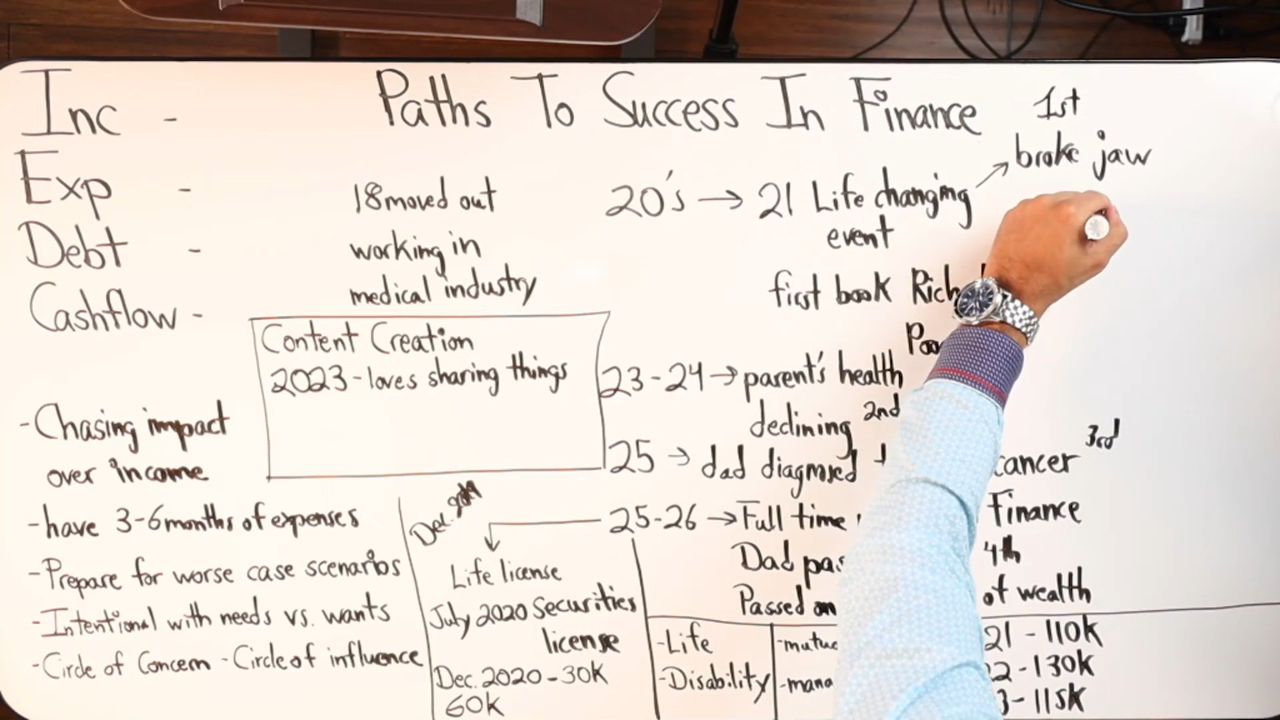 Inc -
Paths To Success In Finance
1st
broke jaw
Exp -
18 moved out
20's → 21 Life changing
event
Debt -
working in
medical industry
first book Rich
Cashflow -
Content Creation
2023 - loves sharing things
23-24 → parent's health
declining 2nd
-Chasing impact
over income
25 → dad diagnosed
cancer 3rd
-have 3-6 months of expenses
Dec. 2019
25-26 → Full time
Finance
-Prepare for worse case scenarios
Life license
Dad
4th
Passed on
of wealth
-Intentional with needs vs. wants
July 2020 Securities
license
-Circle of Concern - Circle of influence
Dec. 2020 - 30K
60K
-Life
-Disability
21 - 110K
2 - 130K
3 - 115K